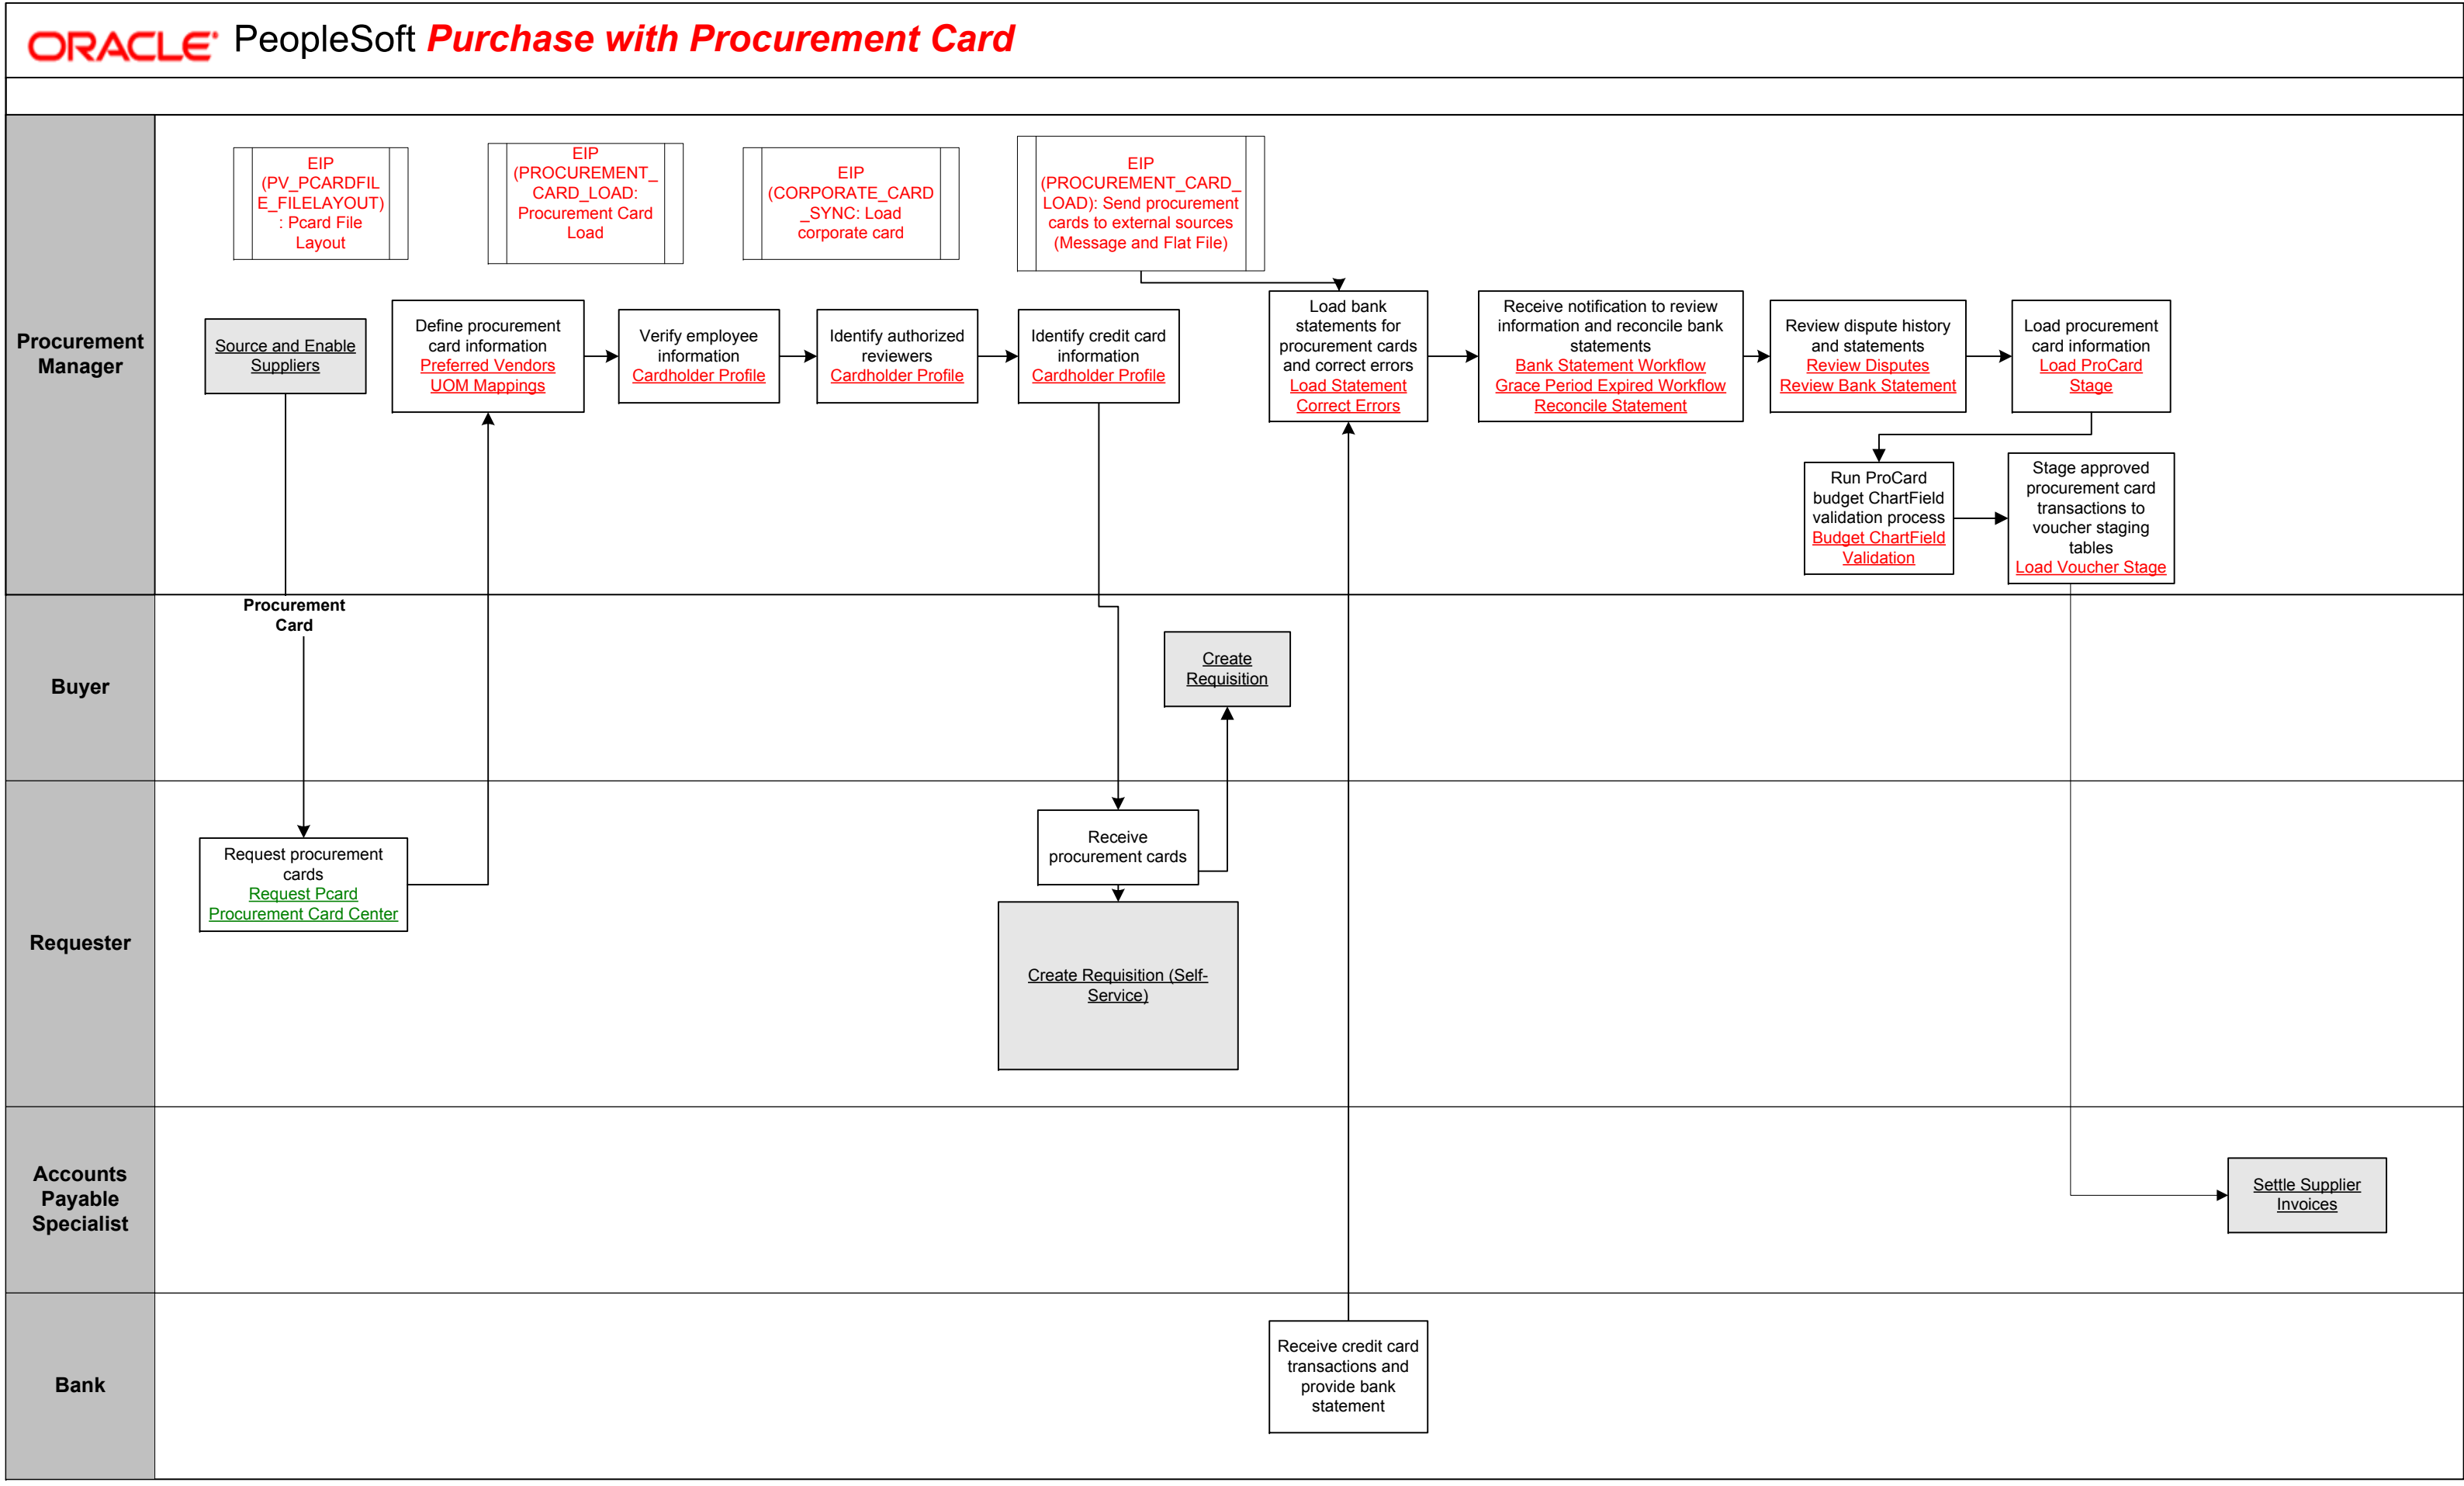 ORACLE PeopleSoft Purchase with Procurement Card
Procurement
Manager
EIP
(PV_PCARDFIL
E_FILELAYOUT)
: Pcard File
Layout
EIP
(PROCUREMENT_
CARD_LOAD:
Procurement Card
Load
EIP
(CORPORATE_CARD
_SYNC: Load
corporate card
EIP
(PROCUREMENT_CARD_
LOAD): Send procurement
cards to external sources
(Message and Flat File)
Source and Enable
Suppliers
Define procurement
card information
Preferred Vendors
UOM Mappings
Verify employee
information
Cardholder Profile
Identify authorized
reviewers
Cardholder Profile
Identify credit card
information
Cardholder Profile
Load bank
statements for
procurement cards
and correct errors
Load Statement
Correct Errors
Receive notification to review
information and reconcile bank
statements
Bank Statement Workflow
Grace Period Expired Workflow
Reconcile Statement
Review dispute history
and statements
Review Disputes
Review Bank Statement
Load procurement
card information
Load ProCard
Stage
Run ProCard
budget ChartField
validation process
Budget ChartField
Validation
Stage approved
procurement card
transactions to
voucher staging
tables
Load Voucher Stage
Procurement
Card
Buyer
Create
Requisition
Requester
Request procurement
cards
Request Pcard
Procurement Card Center
Receive
procurement cards
Create Requisition (Self-
Service)
Accounts
Payable
Specialist
Settle Supplier
Invoices
Bank
Receive credit card
transactions and
provide bank
statement